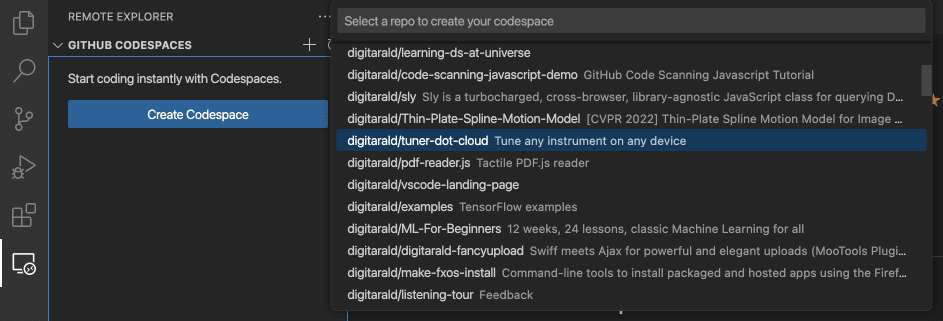 REMOTE EXPLORER
GITHUB CODESPACES
Start coding instantly with Codespaces.
Create Codespace
Select a repo to create your codespace
digitarald/learning-ds-at-universe
digitarald/code-scanning-javascript-demo GitHub Code Scanning Javascript Tutorial
digitarald/sly Sly is a turbocharged, cross-browser, library-agnostic JavaScript class for querying D...
digitarald/Thin-Plate-Spline-Motion-Model [CVPR 2022] Thin-Plate Spline Motion Model for Image ...
digitarald/tuner-dot-cloud Tune any instrument on any device
digitarald/pdf-reader.js Tactile PDF.js reader
digitarald/vscode-landing-page
digitarald/examples TensorFlow examples
digitarald/ML-For-Beginners 12 weeks, 24 lessons, classic Machine Learning for all
digitarald/digitarald-fancyupload Swiff meets Ajax for powerful and elegant uploads (MooTools Plugi...
digitarald/make-fxos-install Command-line tools to install packaged and hosted apps using the Firef...
digitarald/listening-tour Feedback